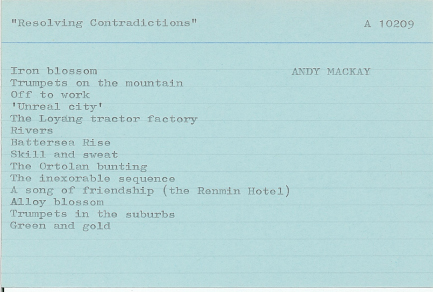 "Resolving Contradictions" A 10209
Iron blossom ANDY MACKAY
Trumpets on the mountain
Off to work
'Unreal city'
The Loyang tractor factory
Rivers
Battersea Rise
Skill and sweat
The Ortolan bunting
The inexorable sequence
A song of friendship (the Renmin Hotel)
Alloy blossom
Trumpets in the suburbs
Green and gold